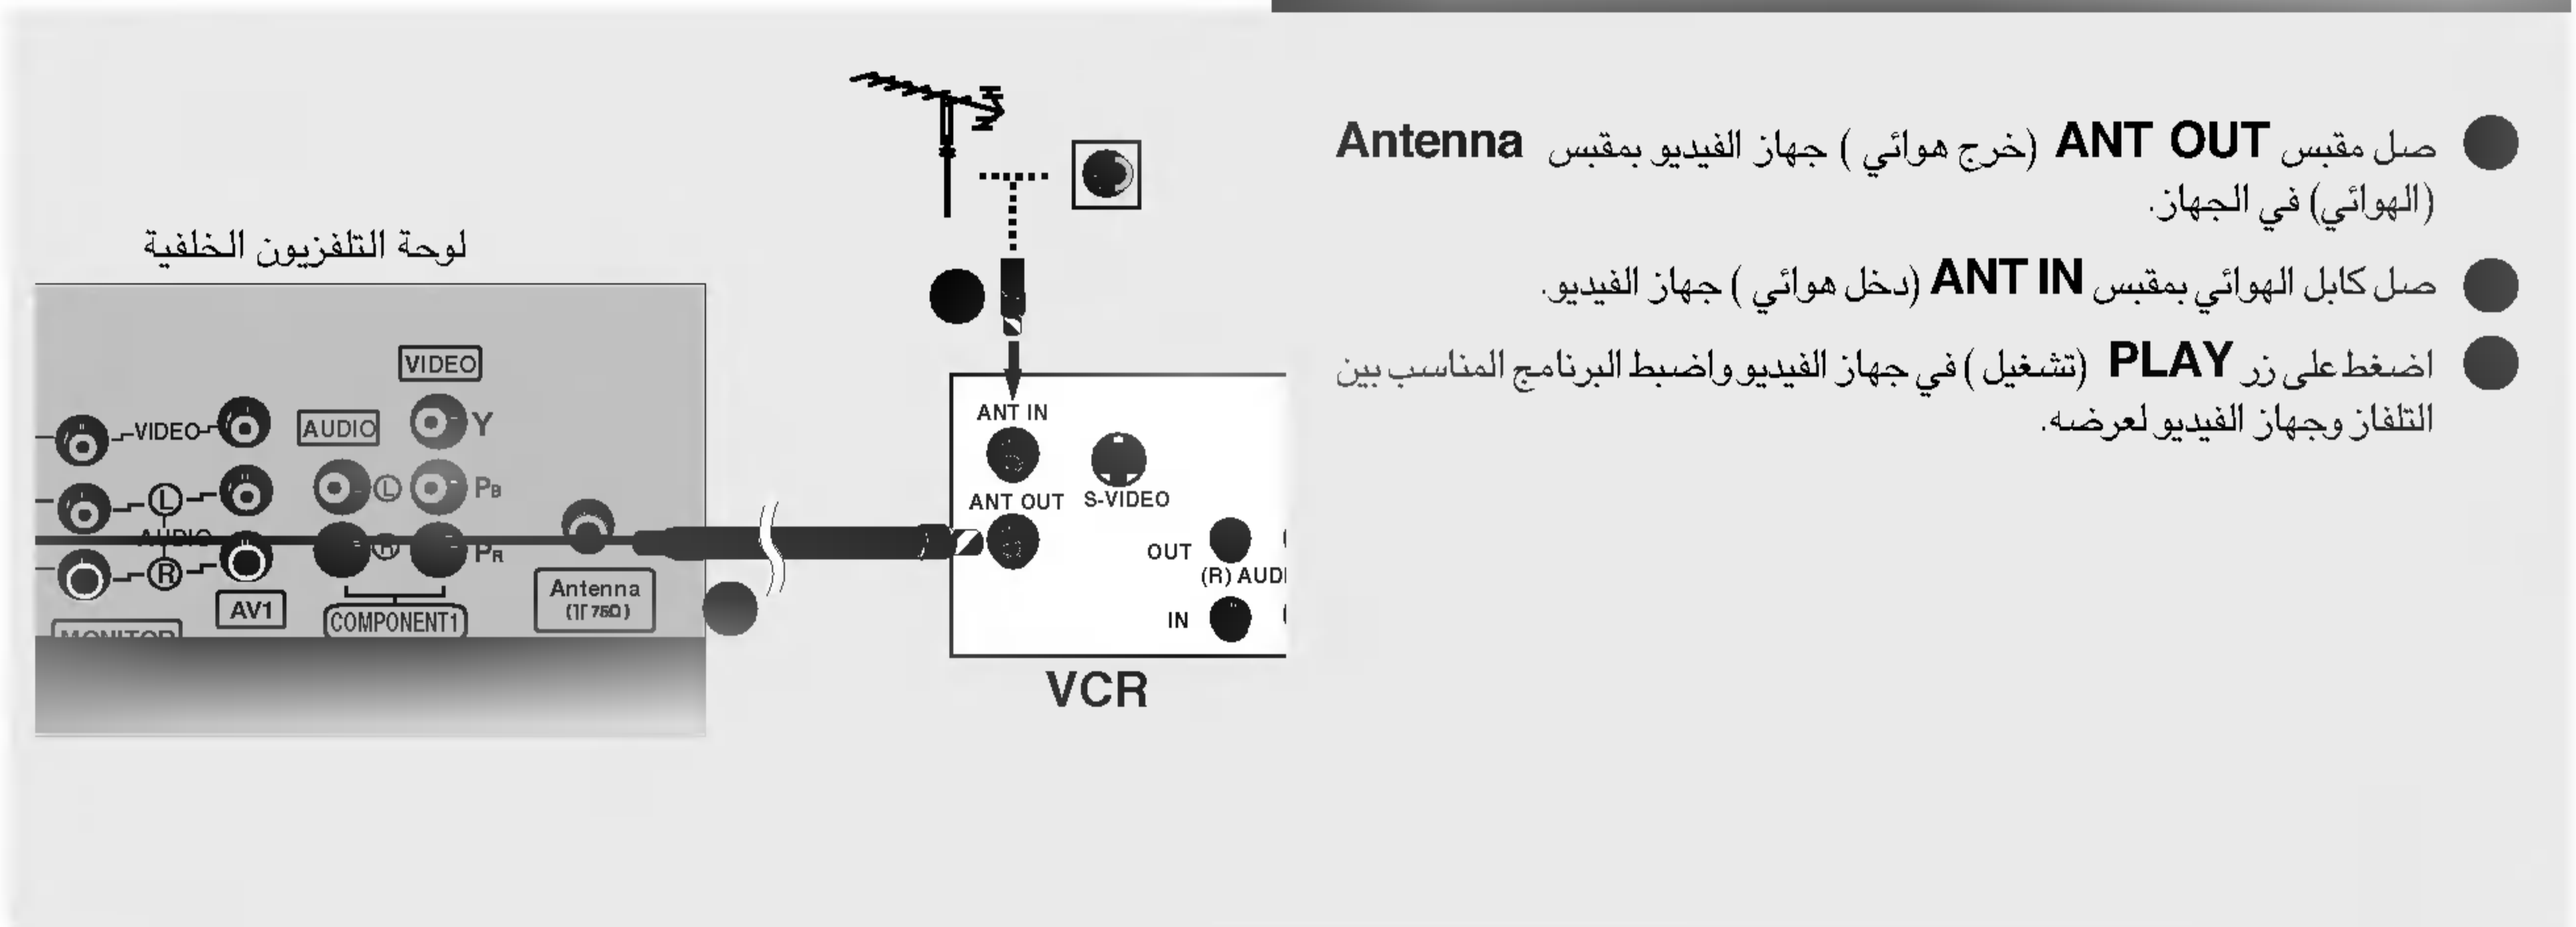 صل مقبس ANT OUT (خرج هوائي ) جهاز الفيديو بمقبس Antenna
(الهوائي) في الجهاز.
صل كابل الهوائي بمقبس ANT IN (دخل هوائي ) جهاز الفيديو.
اضغط على زر PLAY (تشغيل ) في جهاز الفيديو واضبط البرنامج المناسب بين
التلفاز وجهاز الفيديو لعرضه.
لوحة التلفزيون الخلفية
VIDEO
VIDEO
AUDIO
Y
L
L
PB
AUDIO
R
PR
R
AV1
COMPONENT1
MONITOR
Antenna
75Ω
ANT IN
ANT OUT
S-VIDEO
OUT
(R) AUDI
IN
VCR